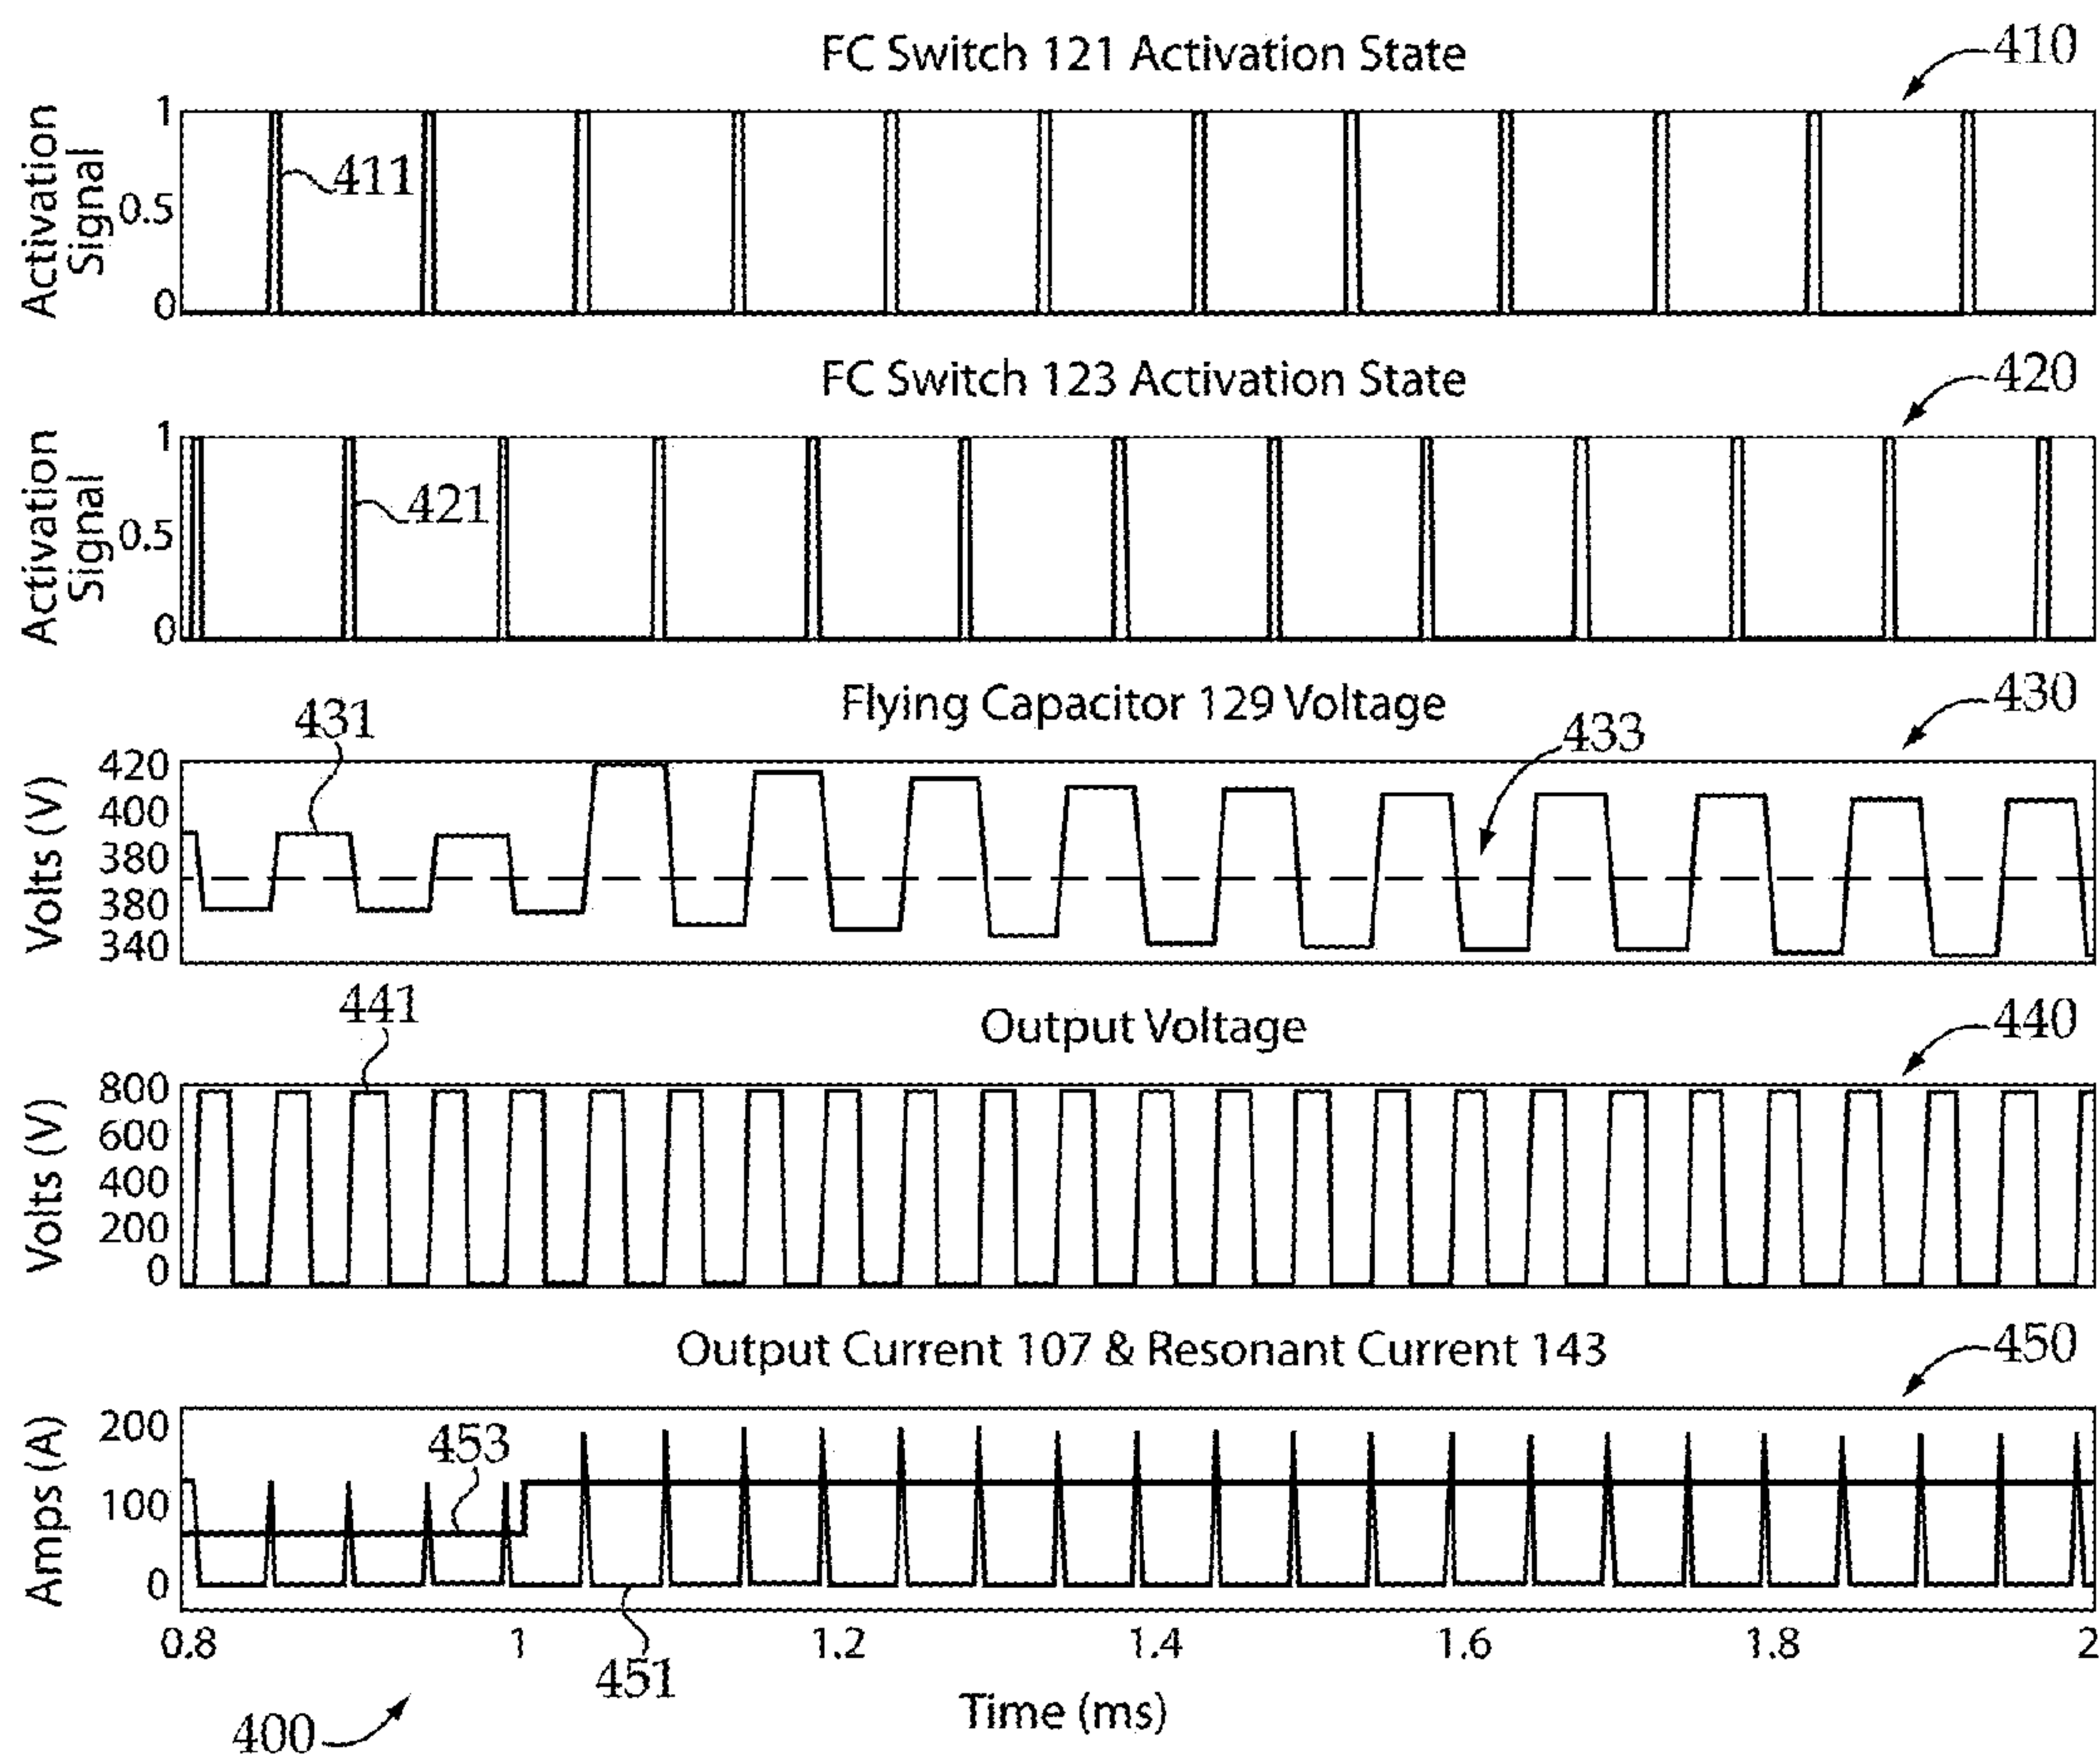 FC Switch 121 Activation State
410
Activation
Signal
1
0.5
0
411
FC Switch 123 Activation State
420
Activation
Signal
1
0.5
0
421
Flying Capacitor 129 Voltage
430
431
433
Volts (V)
420
400
380
380
340
Output Voltage
440
441
Volts (V)
800
600
400
200
0
Output Current 107 & Resonant Current 143
450
Amps (A)
200
100
0
453
451
0.8 1 1.2 1.4 1.6 1.8 2
Time (ms)
400